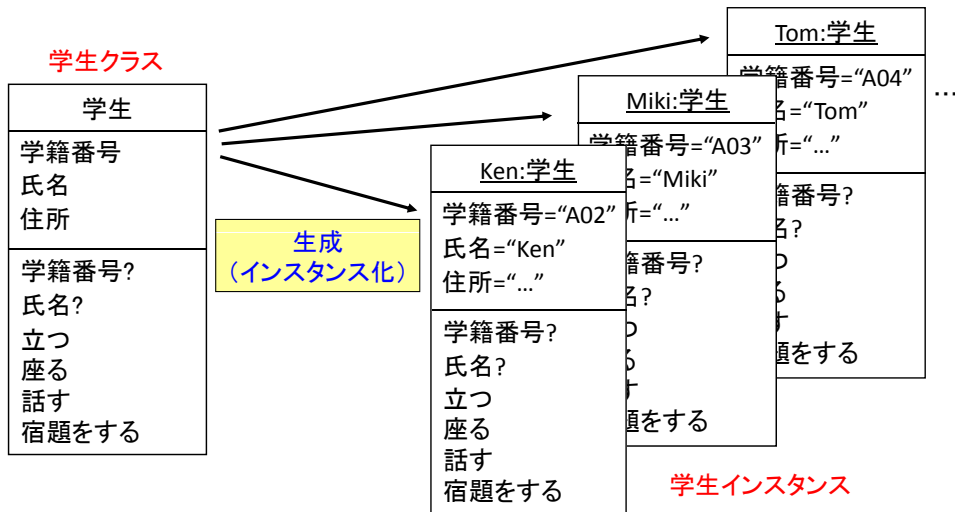 学生クラス
学生
学籍番号
氏名
住所
学籍番号?
氏名?
立つ
座る
話す
宿題をする
生成
（インスタンス化）
Ken:学生
学籍番号=“A02”
氏名=“Ken”
住所=“...”
学籍番号?
氏名?
立つ
座る
話す
宿題をする
Miki:学生
学籍番号=“A03”
名=“Miki”
所=“...”
籍番号?
名?
つ
る
す
題をする
Tom:学生
学籍番号=“A04”
名=“Tom”
所=“...”
籍番号?
名?
つ
る
す
題をする
...
学生インスタンス